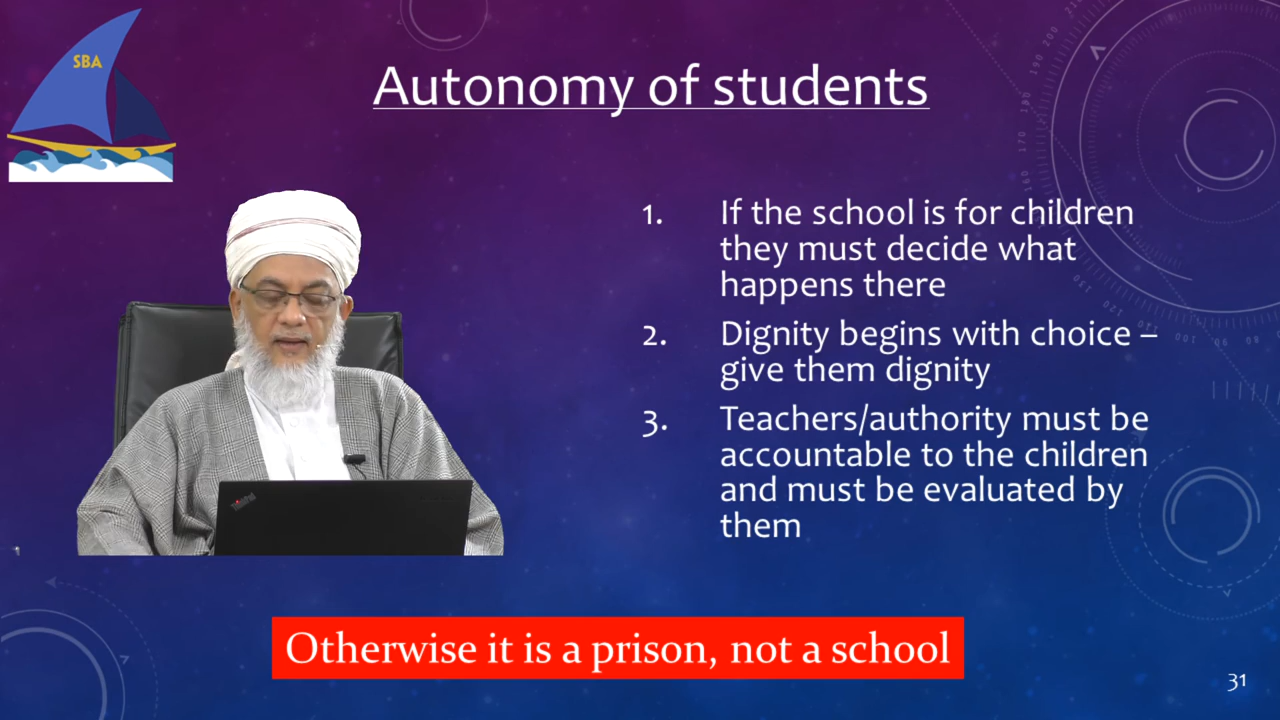 SBA
Autonomy of students
1. If the school is for children
they must decide what
happens there
2. Dignity begins with choice –
give them dignity
3. Teachers/authority must be
accountable to the children
and must be evaluated by
them
Otherwise it is a prison, not a school
31